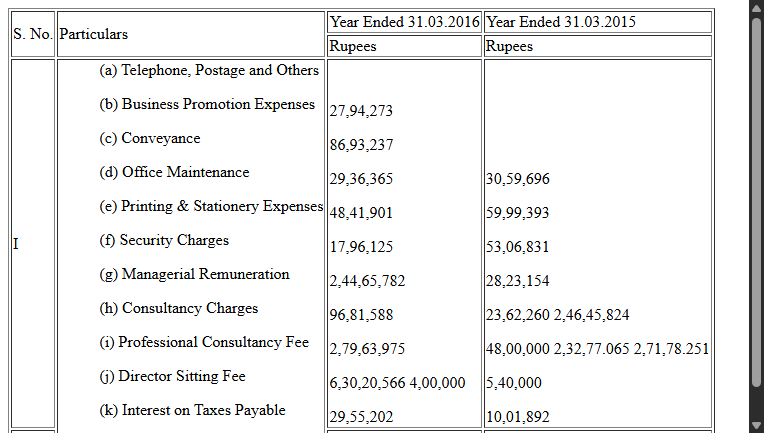 S. No. Particulars Year Ended 31.03.2016 Year Ended 31.03.2015
Rupees Rupees
(a) Telephone, Postage and Others
(b) Business Promotion Expenses 27,94,273
(c) Conveyance 86,93,237
(d) Office Maintenance 29,36,365 30,59,696
(e) Printing & Stationery Expenses 48,41,901 59,99,393
I (f) Security Charges 17,96,125 53,06,831
(g) Managerial Remuneration 2,44,65,782 28,23,154
(h) Consultancy Charges 96,81,588 23,62,260 2,46,45,824
(i) Professional Consultancy Fee 2,79,63,975 48,00,000 2,32,77.065 2,71,78.251
(j) Director Sitting Fee 6,30,20,566 4,00,000 5,40,000
(k) Interest on Taxes Payable 29,55,202 10,01,892